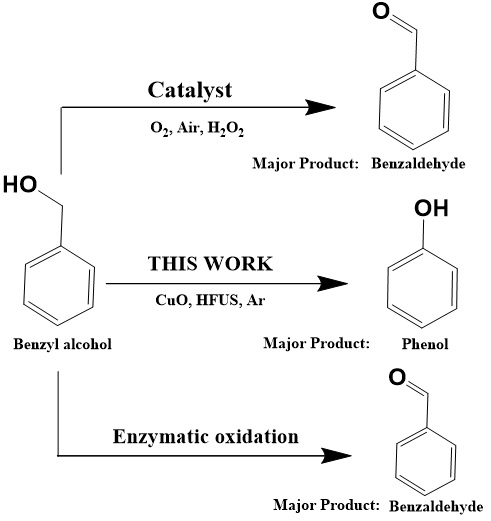 O
Catalyst
O₂, Air, H₂O₂
Major Product: Benzaldehyde
HO
OH
THIS WORK
CuO, HFUS, Ar
Benzyl alcohol
Major Product: Phenol
O
Enzymatic oxidation
Major Product: Benzaldehyde